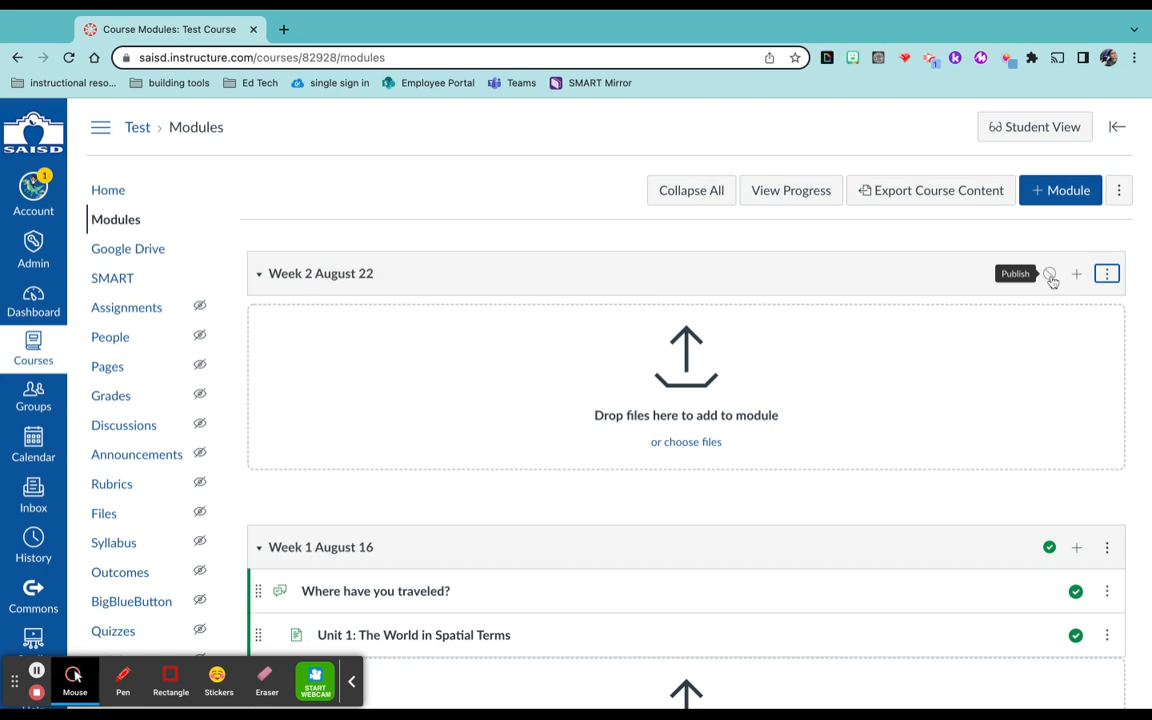 Course Modules: Test Course
saisd.instructure.com/courses/82928/modules
instructional reso...
building tools
Ed Tech
single sign in
Employee Portal
Teams
SMART Mirror
SAISD
Test > Modules
Student View
1
Account
Admin
Dashboard
Courses
Groups
Calendar
Inbox
History
Commons
Home
Modules
Google Drive
SMART
Assignments
People
Pages
Grades
Discussions
Announcements
Rubrics
Files
Syllabus
Outcomes
BigBlueButton
Quizzes
Collapse All
View Progress
Export Course Content
+ Module
Week 2 August 22
Publish
Drop files here to add to module
or choose files
Week 1 August 16
Where have you traveled?
Unit 1: The World in Spatial Terms
Mouse
Pen
Rectangle
Stickers
Eraser
START
WEBCAM